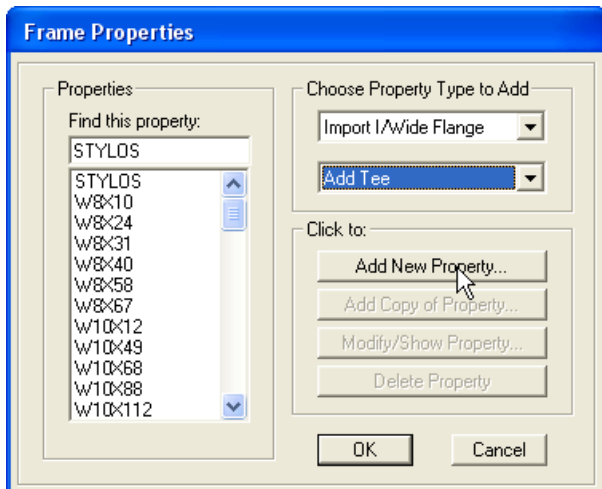 Frame Properties
Properties
Find this property:
STYLOS
STYLOS
W8X10
W8X24
W8X31
W8X40
W8X58
W8X67
W10X12
W10X49
W10X68
W10X88
W10X112
Choose Property Type to Add
Import I/Wide Flange
Add Tee
Click to:
Add New Property...
Add Copy of Property...
Modify/Show Property...
Delete Property
OK
Cancel